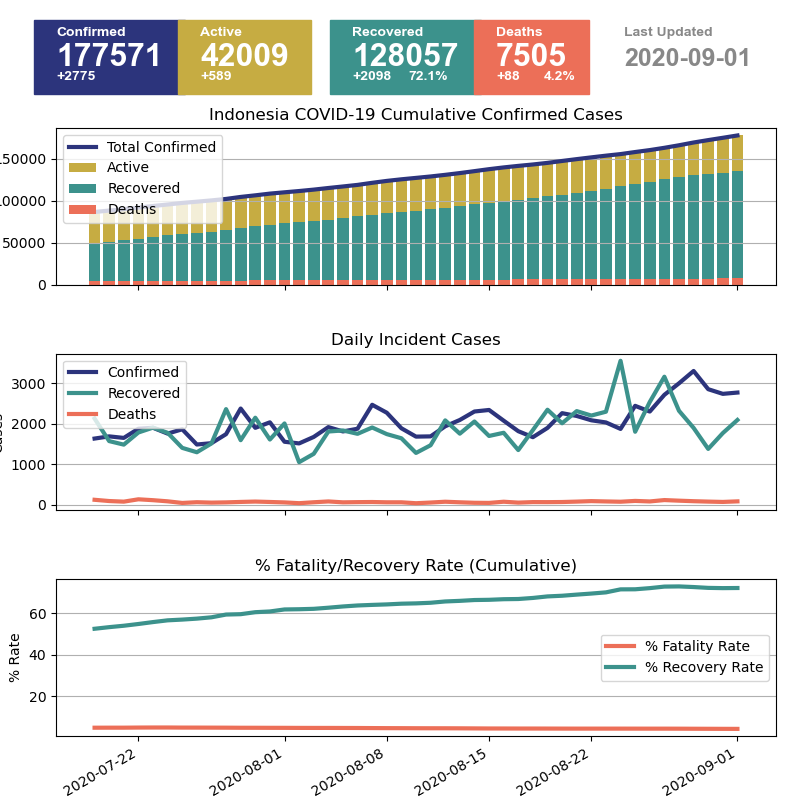 Confirmed
177571
+2775
Active
42009
+589
Recovered
128057
+2098 72.1%
Deaths
7505
+88 4.2%
Last Updated
2020-09-01
Indonesia COVID-19 Cumulative Confirmed Cases
Total Confirmed
Active
Recovered
Deaths
150000
100000
50000
0
Daily Incident Cases
Confirmed
Recovered
Deaths
3000
2000
1000
0
Cases
% Fatality/Recovery Rate (Cumulative)
% Fatality Rate
% Recovery Rate
60
40
20
% Rate
2020-07-22
2020-08-01
2020-08-08
2020-08-15
2020-08-22
2020-09-01